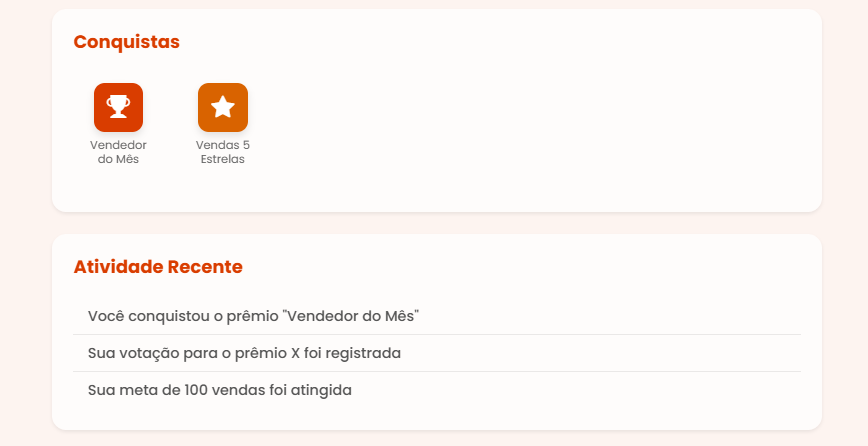 Conquistas
Vendedor
do Mês
Vendas 5
Estrelas
Atividade Recente
Você conquistou o prêmio "Vendedor do Mês"
Sua votação para o prêmio X foi registrada
Sua meta de 100 vendas foi atingida